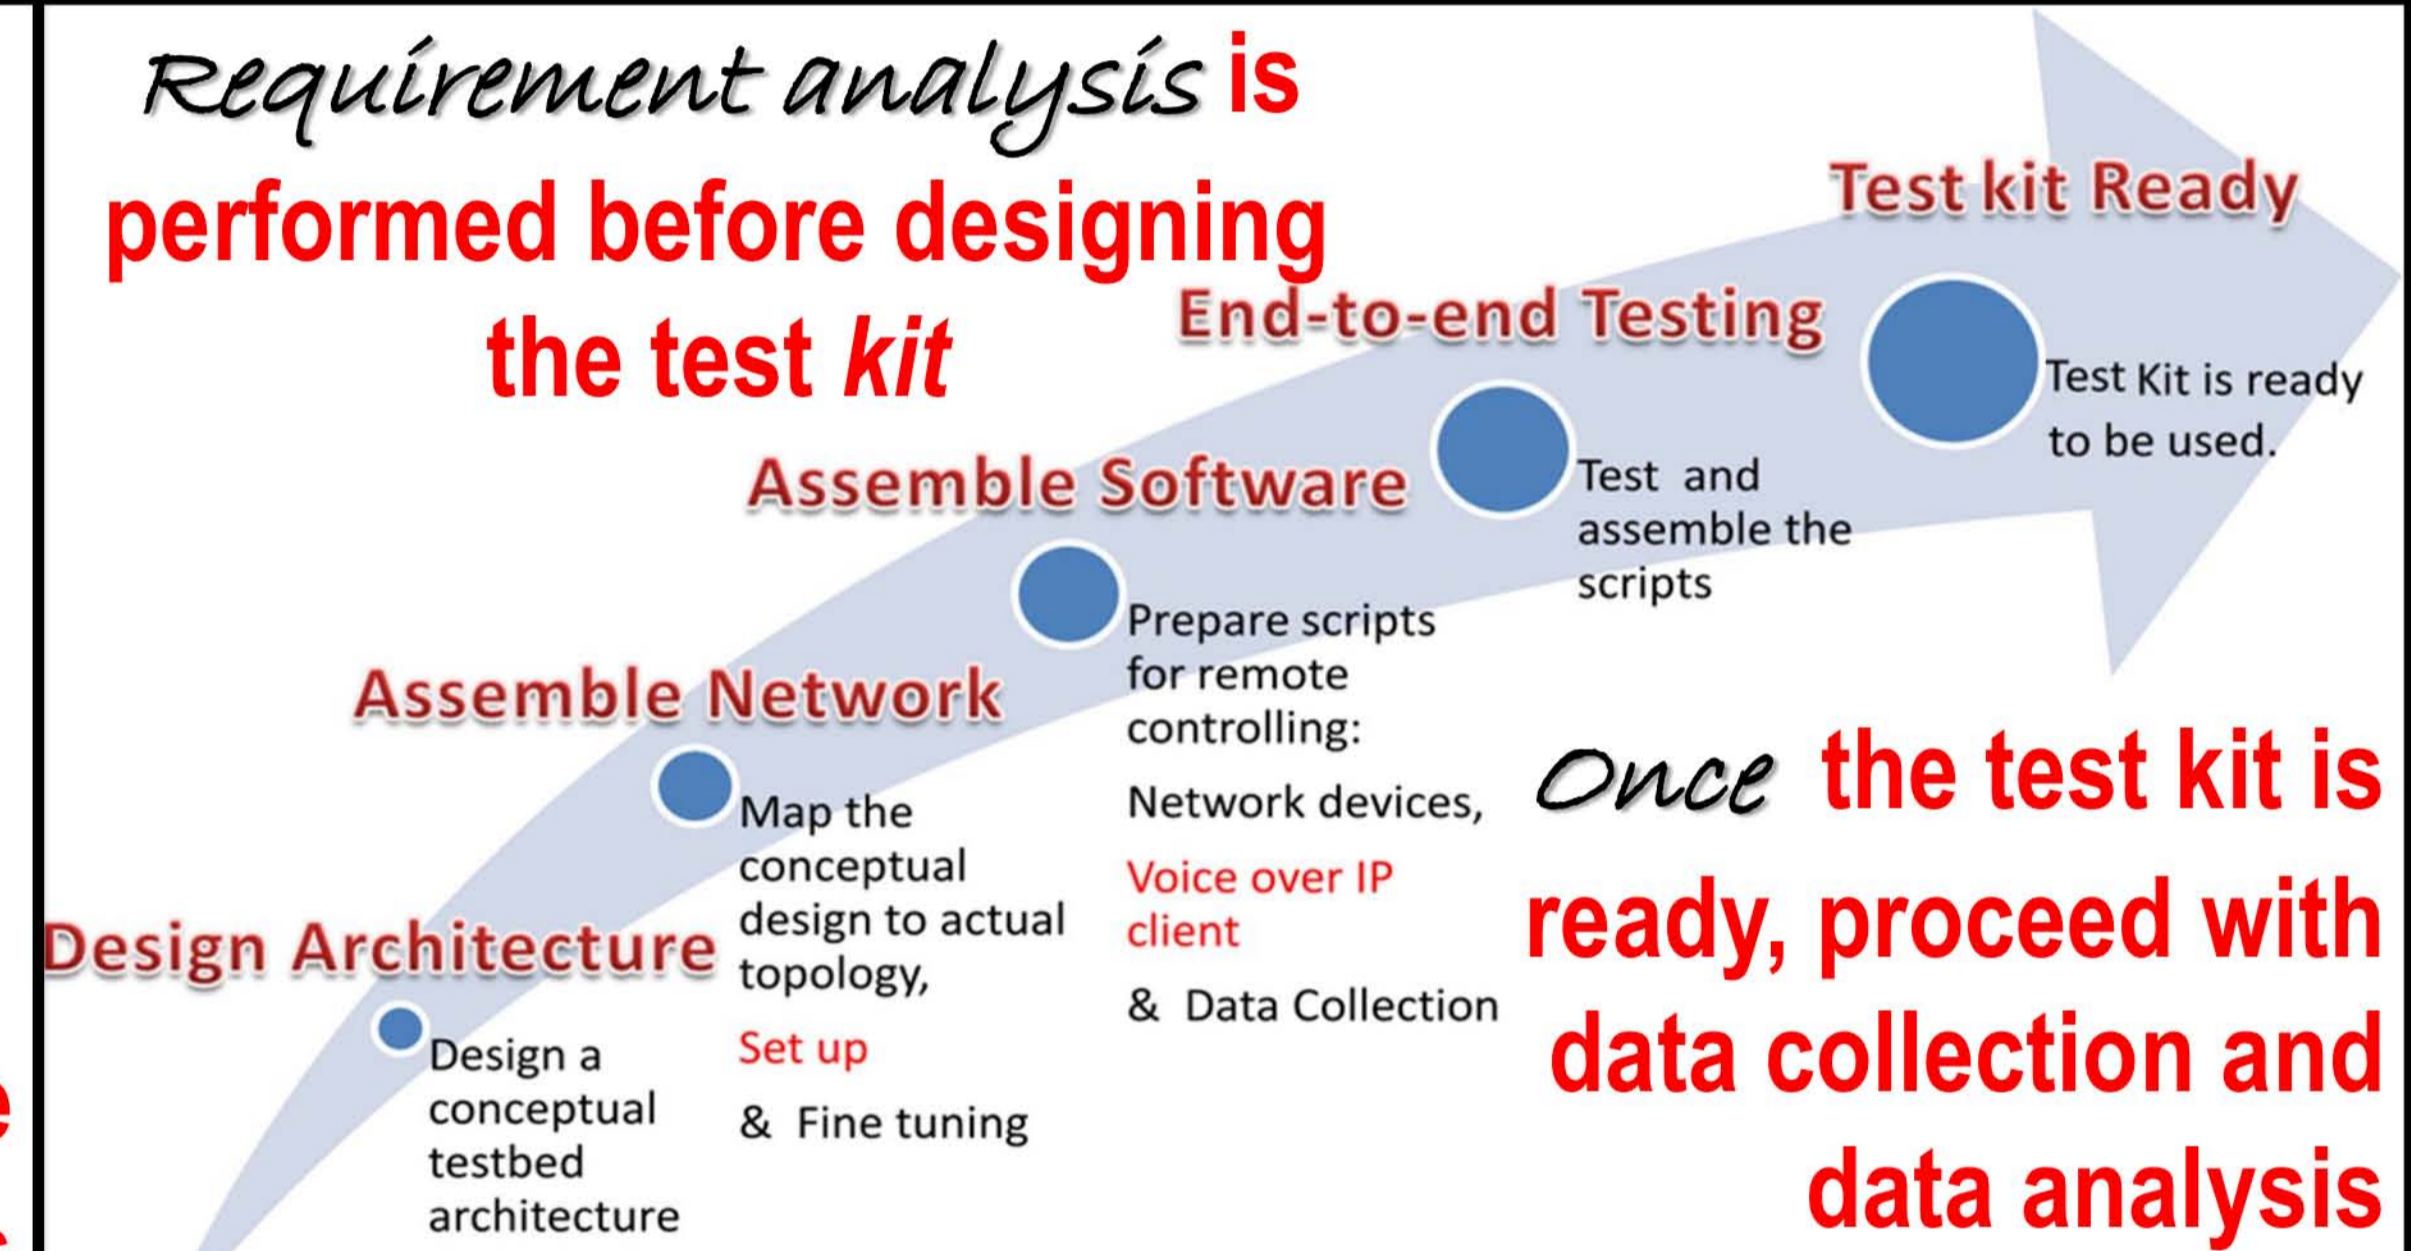 Requirement analysis is
performed before designing
the test kit
Test kit Ready
Test Kit is ready
to be used.
End-to-end Testing
Test and
assemble the
scripts
Assemble Software
Prepare scripts
for remote
controlling:
Network devices,
Voice over IP
client
& Data Collection
Assemble Network
Map the
conceptual
design to actual
topology,
Set up
& Fine tuning
Design Architecture
Design a
conceptual
testbed
architecture
Once the test kit is
ready, proceed with
data collection and
data analysis